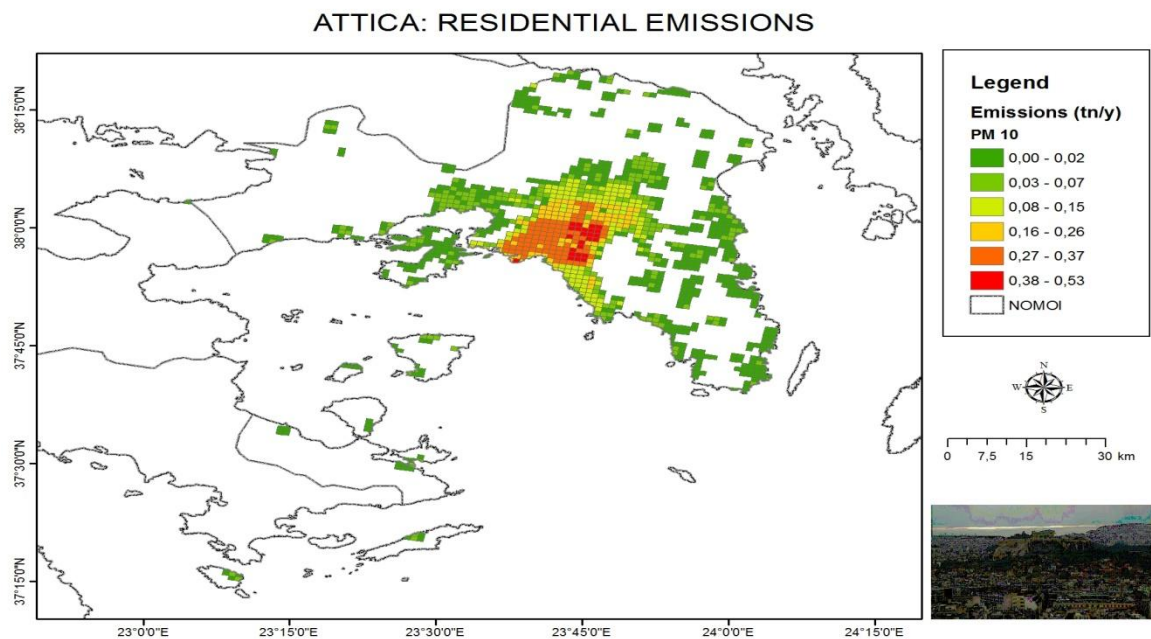 ATTICA: RESIDENTIAL EMISSIONS
38°15'0"N
38°0'0"N
37°45'0"N
37°30'0"N
37°15'0"N
23°0'0"E
23°15'0"E
23°30'0"E
23°45'0"E
24°0'0"E
24°15'0"E
Legend
Emissions (tn/y)
PM 10
0,00 - 0,02
0,03 - 0,07
0,08 - 0,15
0,16 - 0,26
0,27 - 0,37
0,38 - 0,53
NOMOI
N
W
E
S
0 7,5 15 30 km